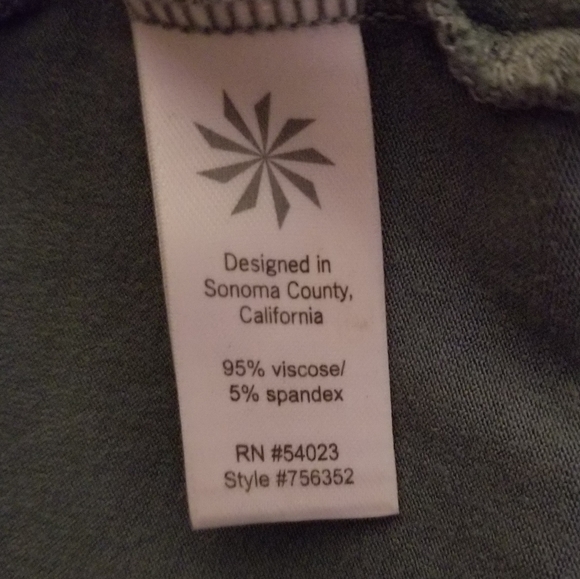 Designed in
Sonoma County,
California
95% viscose/
5% spandex
RN #54023
Style #756352